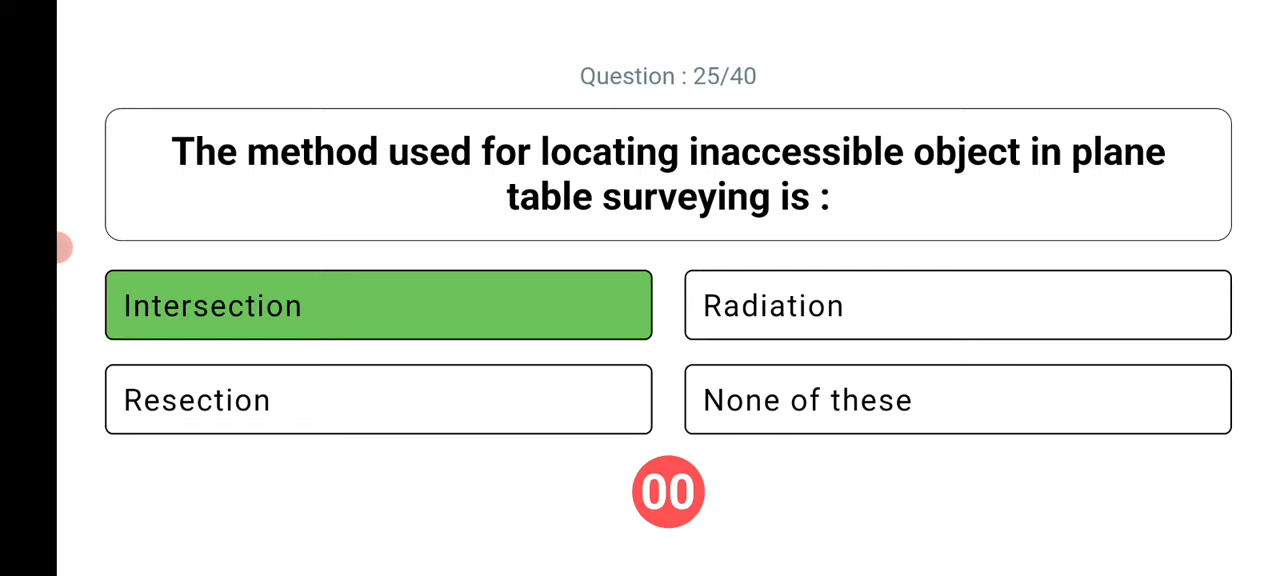 Question : 25/40
The method used for locating inaccessible object in plane
table surveying is :
Intersection
Radiation
Resection
None of these
00